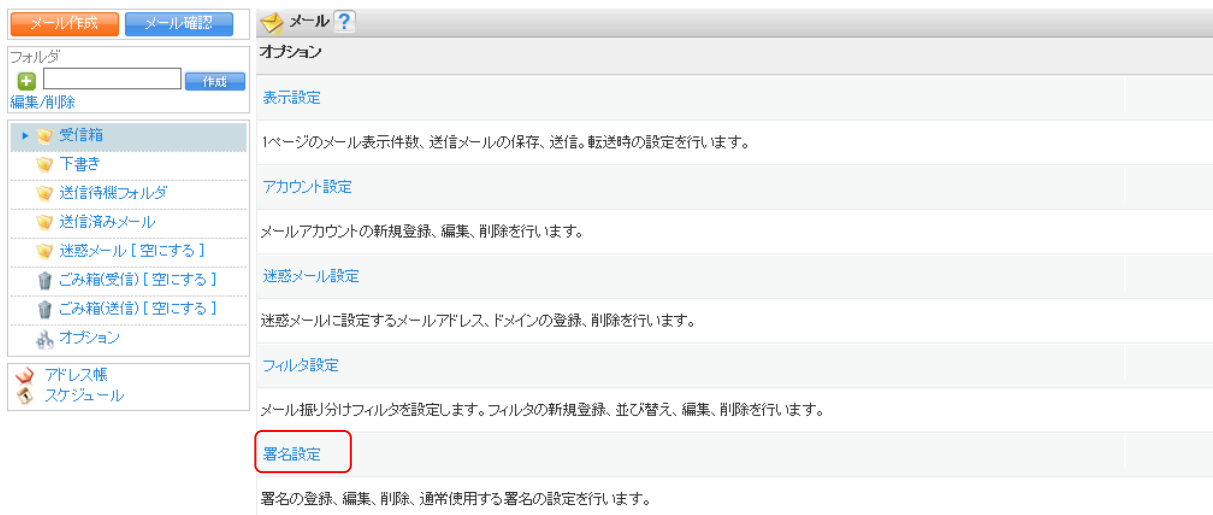 メール作成
メール確認
フォルダ
作成
編集/削除
受信箱
下書き
送信待機フォルダ
送信済みメール
迷惑メール [ 空にする ]
ごみ箱(受信) [ 空にする ]
ごみ箱(送信) [ 空にする ]
オプション
アドレス帳
スケジュール
メール ?
オプション
表示設定
1ページのメール表示件数、送信メールの保存、送信。転送時の設定を行います。
アカウント設定
メールアカウントの新規登録、編集、削除を行います。
迷惑メール設定
迷惑メールに設定するメールアドレス、ドメインの登録、削除を行います。
フィルタ設定
メール振り分けフィルタを設定します。フィルタの新規登録、並び替え、編集、削除を行います。
署名設定
署名の登録、編集、削除、通常使用する署名の設定を行います。